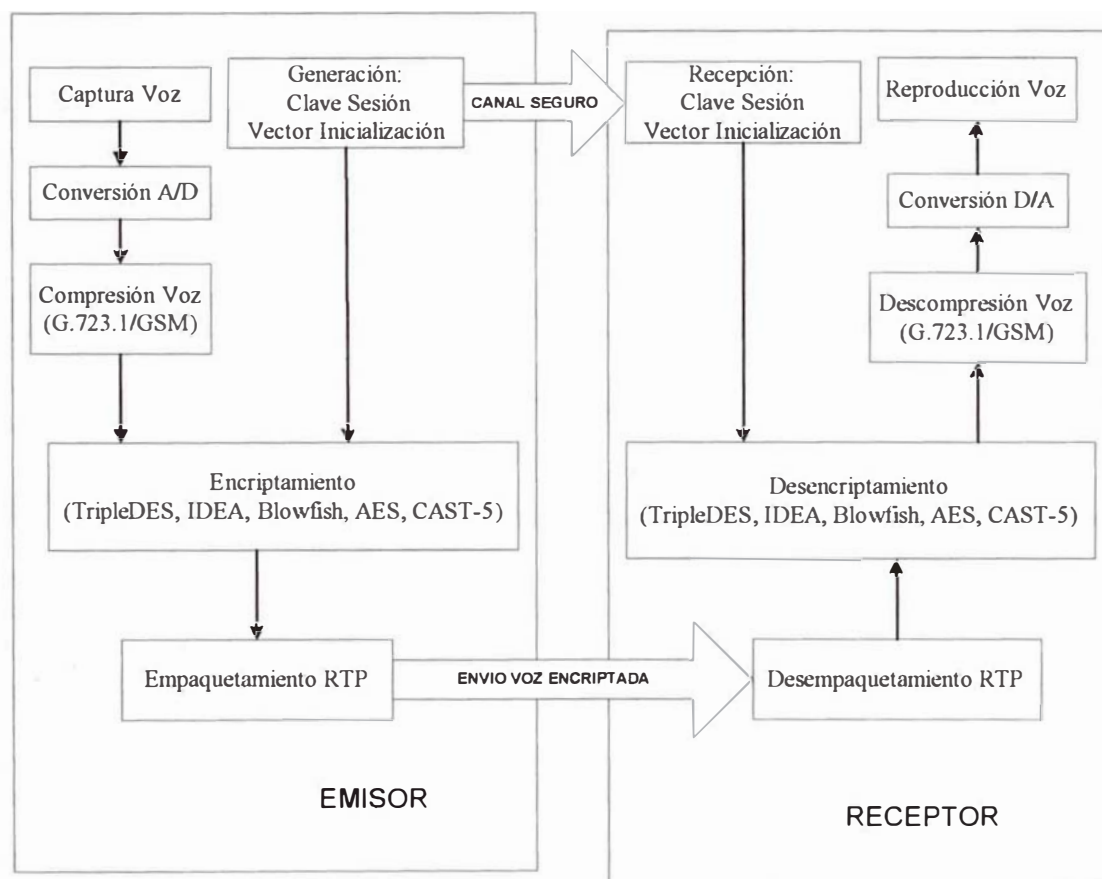 Captura Voz
Generación:
Clave Sesión
Vector Inicialización
CANAL SEGURO
Recepción:
Clave Sesión
Vector Inicialización
Reproducción Voz
Conversión A/D
Conversión D/A
Compresión Voz
(G.723.1/GSM)
Descompresión Voz
(G.723.1/GSM)
Encriptamiento
(TripleDES, IDEA, Blowfish, AES, CAST-5)
Desencriptamiento
(TripleDES, IDEA, Blowfish, AES, CAST-5)
Empaquetamiento RTP
ENVIO VOZ ENCRIPTADA
Desempaquetamiento RTP
EMISOR
RECEPTOR